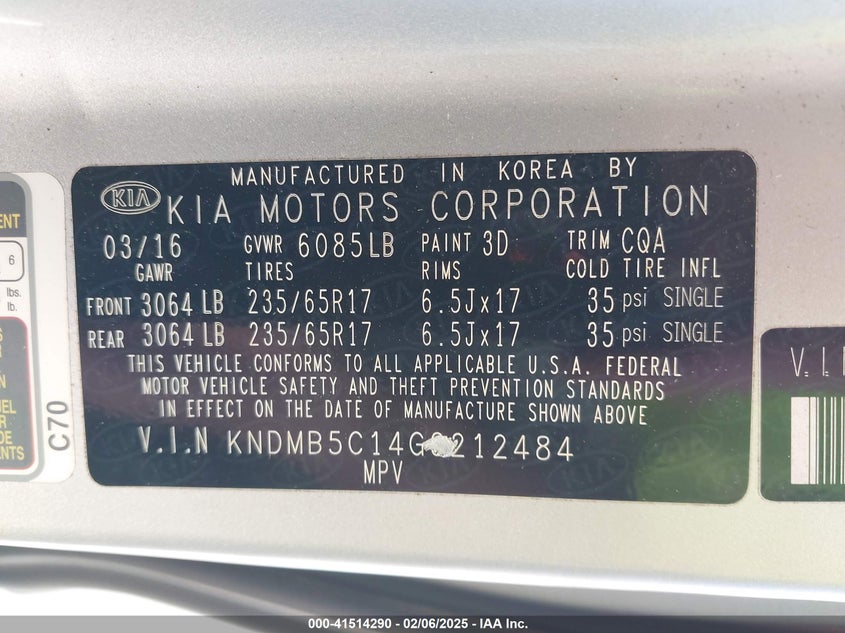 MANUFACTURED IN KOREA BY
KIA KIA MOTORS CORPORATION
03/16 GVWR 6085LB PAINT 3D TRIM CQA
GAWR TIRES RIMS COLD TIRE INFL
FRONT 3064 LB 235/65R17 6.5Jx17 35 psi SINGLE
REAR 3064 LB 235/65R17 6.5Jx17 35 psi SINGLE
THIS VEHICLE CONFORMS TO ALL APPLICABLE U.S.A. FEDERAL
MOTOR VEHICLE SAFETY AND THEFT PREVENTION STANDARDS
IN EFFECT ON THE DATE OF MANUFACTURE SHOWN ABOVE
V.I.N
MPV
6
lbs.
lb.
C70
000-41514290 - 02/06/2025 - IAA Inc.